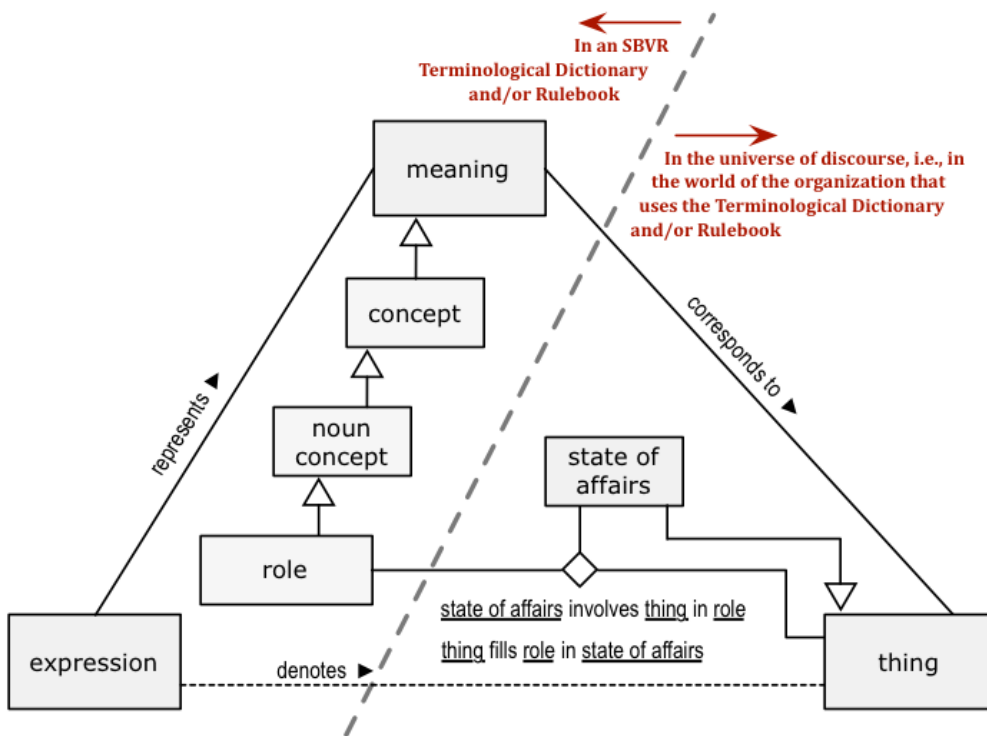 In an SBVR
Terminological Dictionary
and/or Rulebook
In the universe of discourse, i.e., in
the world of the organization that
uses the Terminological Dictionary
and/or Rulebook
meaning
concept
corresponds to ▶
represents ▶
noun
concept
state of
affairs
role
state of affairs involves thing in role
thing fills role in state of affairs
expression
denotes ▶
thing